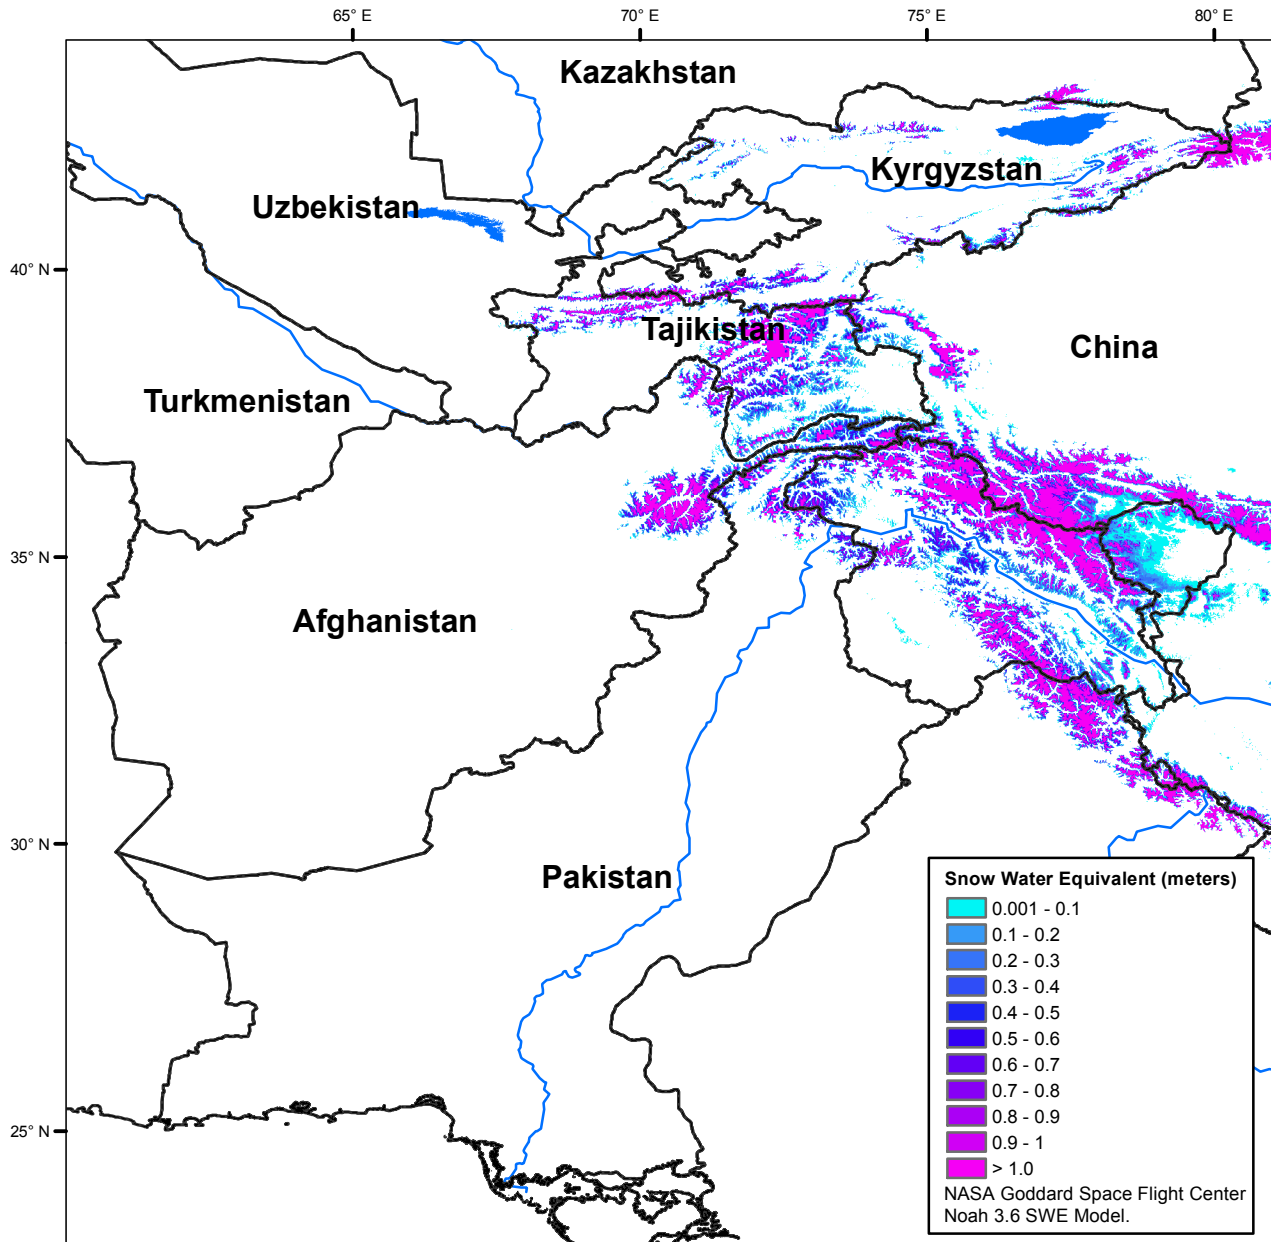 65° E
70° E
75° E
80° E
Kazakhstan
Kyrgyzstan
Uzbekistan
40° N
Tajikistan
China
Turkmenistan
35° N
Afghanistan
30° N
Pakistan
25° N
Snow Water Equivalent (meters)
0.001 - 0.1
0.1 - 0.2
0.2 - 0.3
0.3 - 0.4
0.4 - 0.5
0.5 - 0.6
0.6 - 0.7
0.7 - 0.8
0.8 - 0.9
0.9 - 1
> 1.0
NASA Goddard Space Flight Center
Noah 3.6 SWE Model.